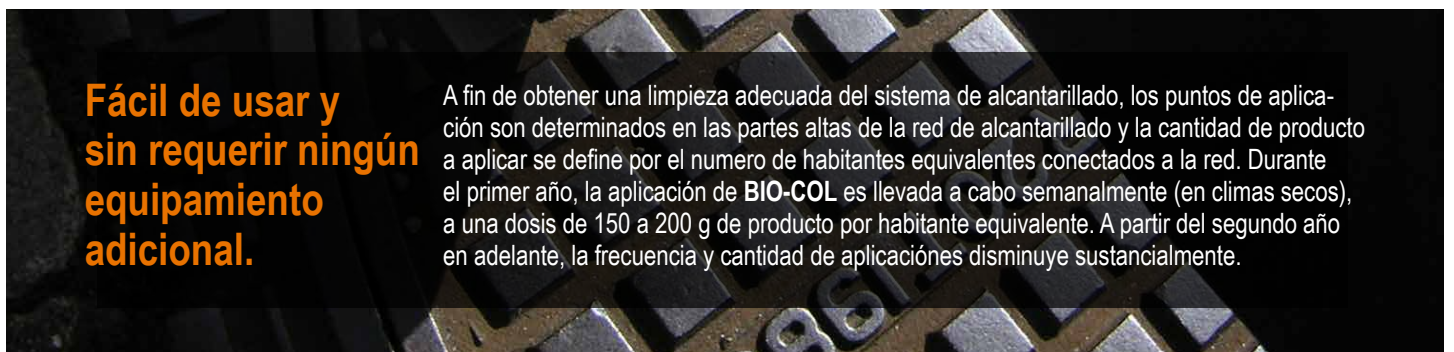 Fácil de usar y
sin requerir ningún
equipamiento
adicional.
A fin de obtener una limpieza adecuada del sistema de alcantarillado, los puntos de aplica-
ción son determinados en las partes altas de la red de alcantarillado y la cantidad de producto
a aplicar se define por el numero de habitantes equivalentes conectados a la red. Durante
el primer año, la aplicación de BIO-COL es llevada a cabo semanalmente (en climas secos),
a una dosis de 150 a 200 g de producto por habitante equivalente. A partir del segundo año
en adelante, la frecuencia y cantidad de aplicaciónes disminuye sustancialmente.